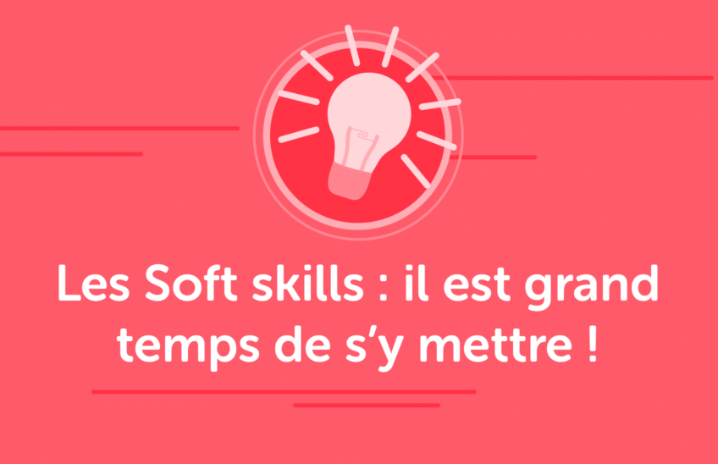 Les Soft skills : il est grand
temps de s’y mettre !